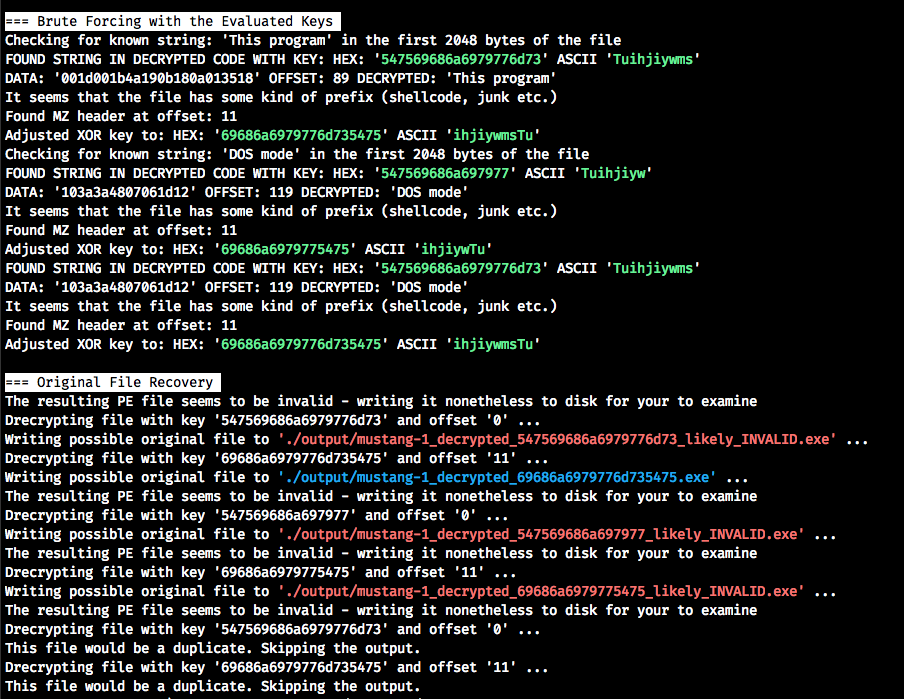 === Brute Forcing with the Evaluated Keys
Checking for known string: 'This program' in the first 2048 bytes of the file
FOUND STRING IN DECRYPTED CODE WITH KEY: HEX: '547569686a6979776d73' ASCII 'Tuihjiywms'
DATA: '001d001b4a190b180a013518' OFFSET: 89 DECRYPTED: 'This program'
It seems that the file has some kind of prefix (shellcode, junk etc.)
Found MZ header at offset: 11
Adjusted XOR key to: HEX: '69686a6979776d735475' ASCII 'ihjiywmsTu'
Checking for known string: 'DOS mode' in the first 2048 bytes of the file
FOUND STRING IN DECRYPTED CODE WITH KEY: HEX: '547569686a697977' ASCII 'Tuihjiyw'
DATA: '103a3a4807061d12' OFFSET: 119 DECRYPTED: 'DOS mode'
It seems that the file has some kind of prefix (shellcode, junk etc.)
Found MZ header at offset: 11
Adjusted XOR key to: HEX: '69686a6979775475' ASCII 'ihjiywTu'
FOUND STRING IN DECRYPTED CODE WITH KEY: HEX: '547569686a6979776d73' ASCII 'Tuihjiywms'
DATA: '103a3a4807061d12' OFFSET: 119 DECRYPTED: 'DOS mode'
It seems that the file has some kind of prefix (shellcode, junk etc.)
Found MZ header at offset: 11
Adjusted XOR key to: HEX: '69686a6979776d735475' ASCII 'ihjiywmsTu'
=== Original File Recovery
The resulting PE file seems to be invalid - writing it nonetheless to disk for your to examine
Drecrypting file with key '547569686a6979776d73' and offset '0' ...
Writing possible original file to './output/mustang-1_decrypted_547569686a6979776d73_likely_INVALID.exe' ...
Drecrypting file with key '69686a6979776d735475' and offset '11' ...
Writing possible original file to './output/mustang-1_decrypted_69686a6979776d735475.exe' ...
The resulting PE file seems to be invalid - writing it nonetheless to disk for your to examine
Drecrypting file with key '547569686a697977' and offset '0' ...
Writing possible original file to './output/mustang-1_decrypted_547569686a697977_likely_INVALID.exe' ...
The resulting PE file seems to be invalid - writing it nonetheless to disk for your to examine
Drecrypting file with key '69686a6979775475' and offset '11' ...
Writing possible original file to './output/mustang-1_decrypted_69686a6979775475_likely_INVALID.exe' ...
The resulting PE file seems to be invalid - writing it nonetheless to disk for your to examine
Drecrypting file with key '547569686a6979776d73' and offset '0' ...
This file would be a duplicate. Skipping the output.
Drecrypting file with key '69686a6979776d735475' and offset '11' ...
This file would be a duplicate. Skipping the output.